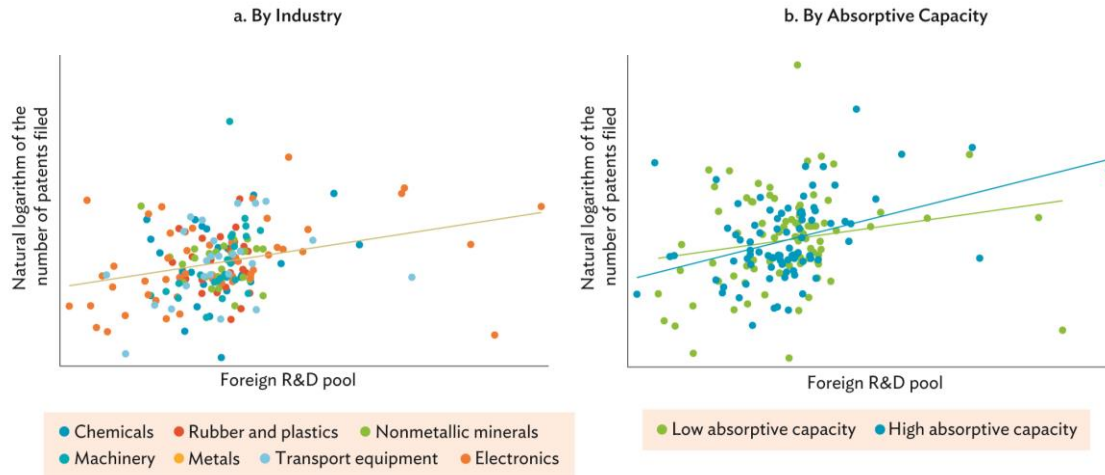 a. By Industry
Natural logarithm of the
number of patents filed
Foreign R&D pool
Chemicals Rubber and plastics Nonmetallic minerals
Machinery Metals Transport equipment Electronics
b. By Absorptive Capacity
Natural logarithm of the
number of patents filed
Foreign R&D pool
Low absorptive capacity High absorptive capacity